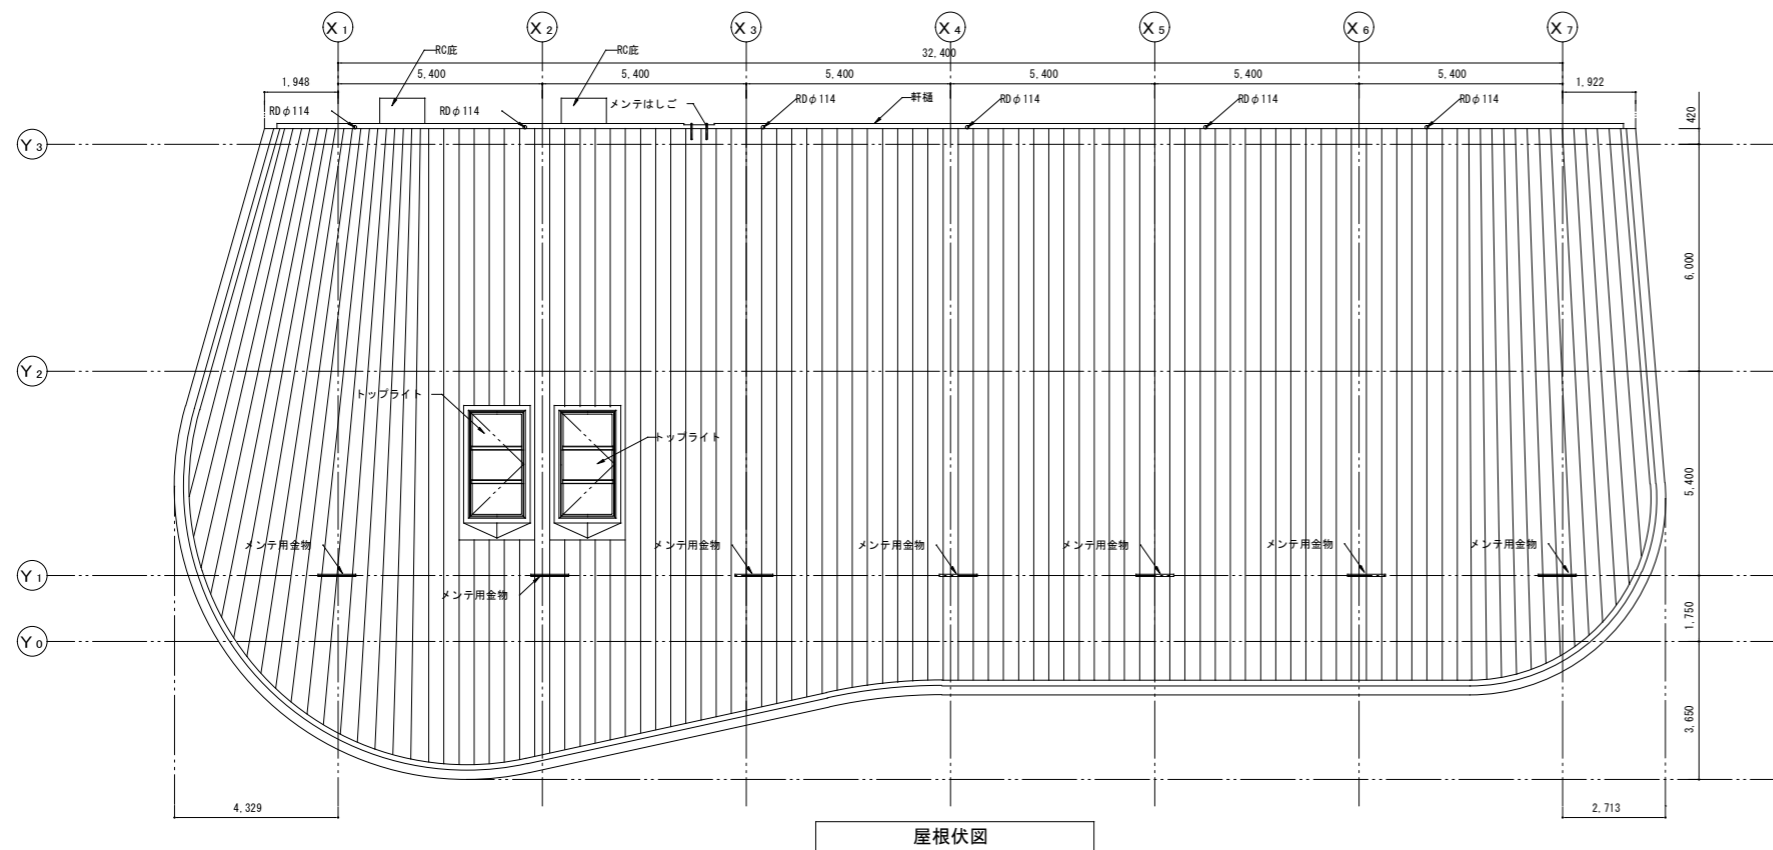 X1
X2
X3
X4
X5
X6
X7
RC庇
RC庇
32,400
1,948
5,400
5,400
5,400
5,400
5,400
5,400
1,922
RDφ114
RDφ114
メンテはしご
RDφ114
軒樋
RDφ114
RDφ114
RDφ114
420
Y3
6,000
Y2
トップライト
トップライト
5,400
メンテ用金物
メンテ用金物
メンテ用金物
メンテ用金物
メンテ用金物
メンテ用金物
Y1
メンテ用金物
1,750
Y0
3,650
4,329
2,713
屋根伏図